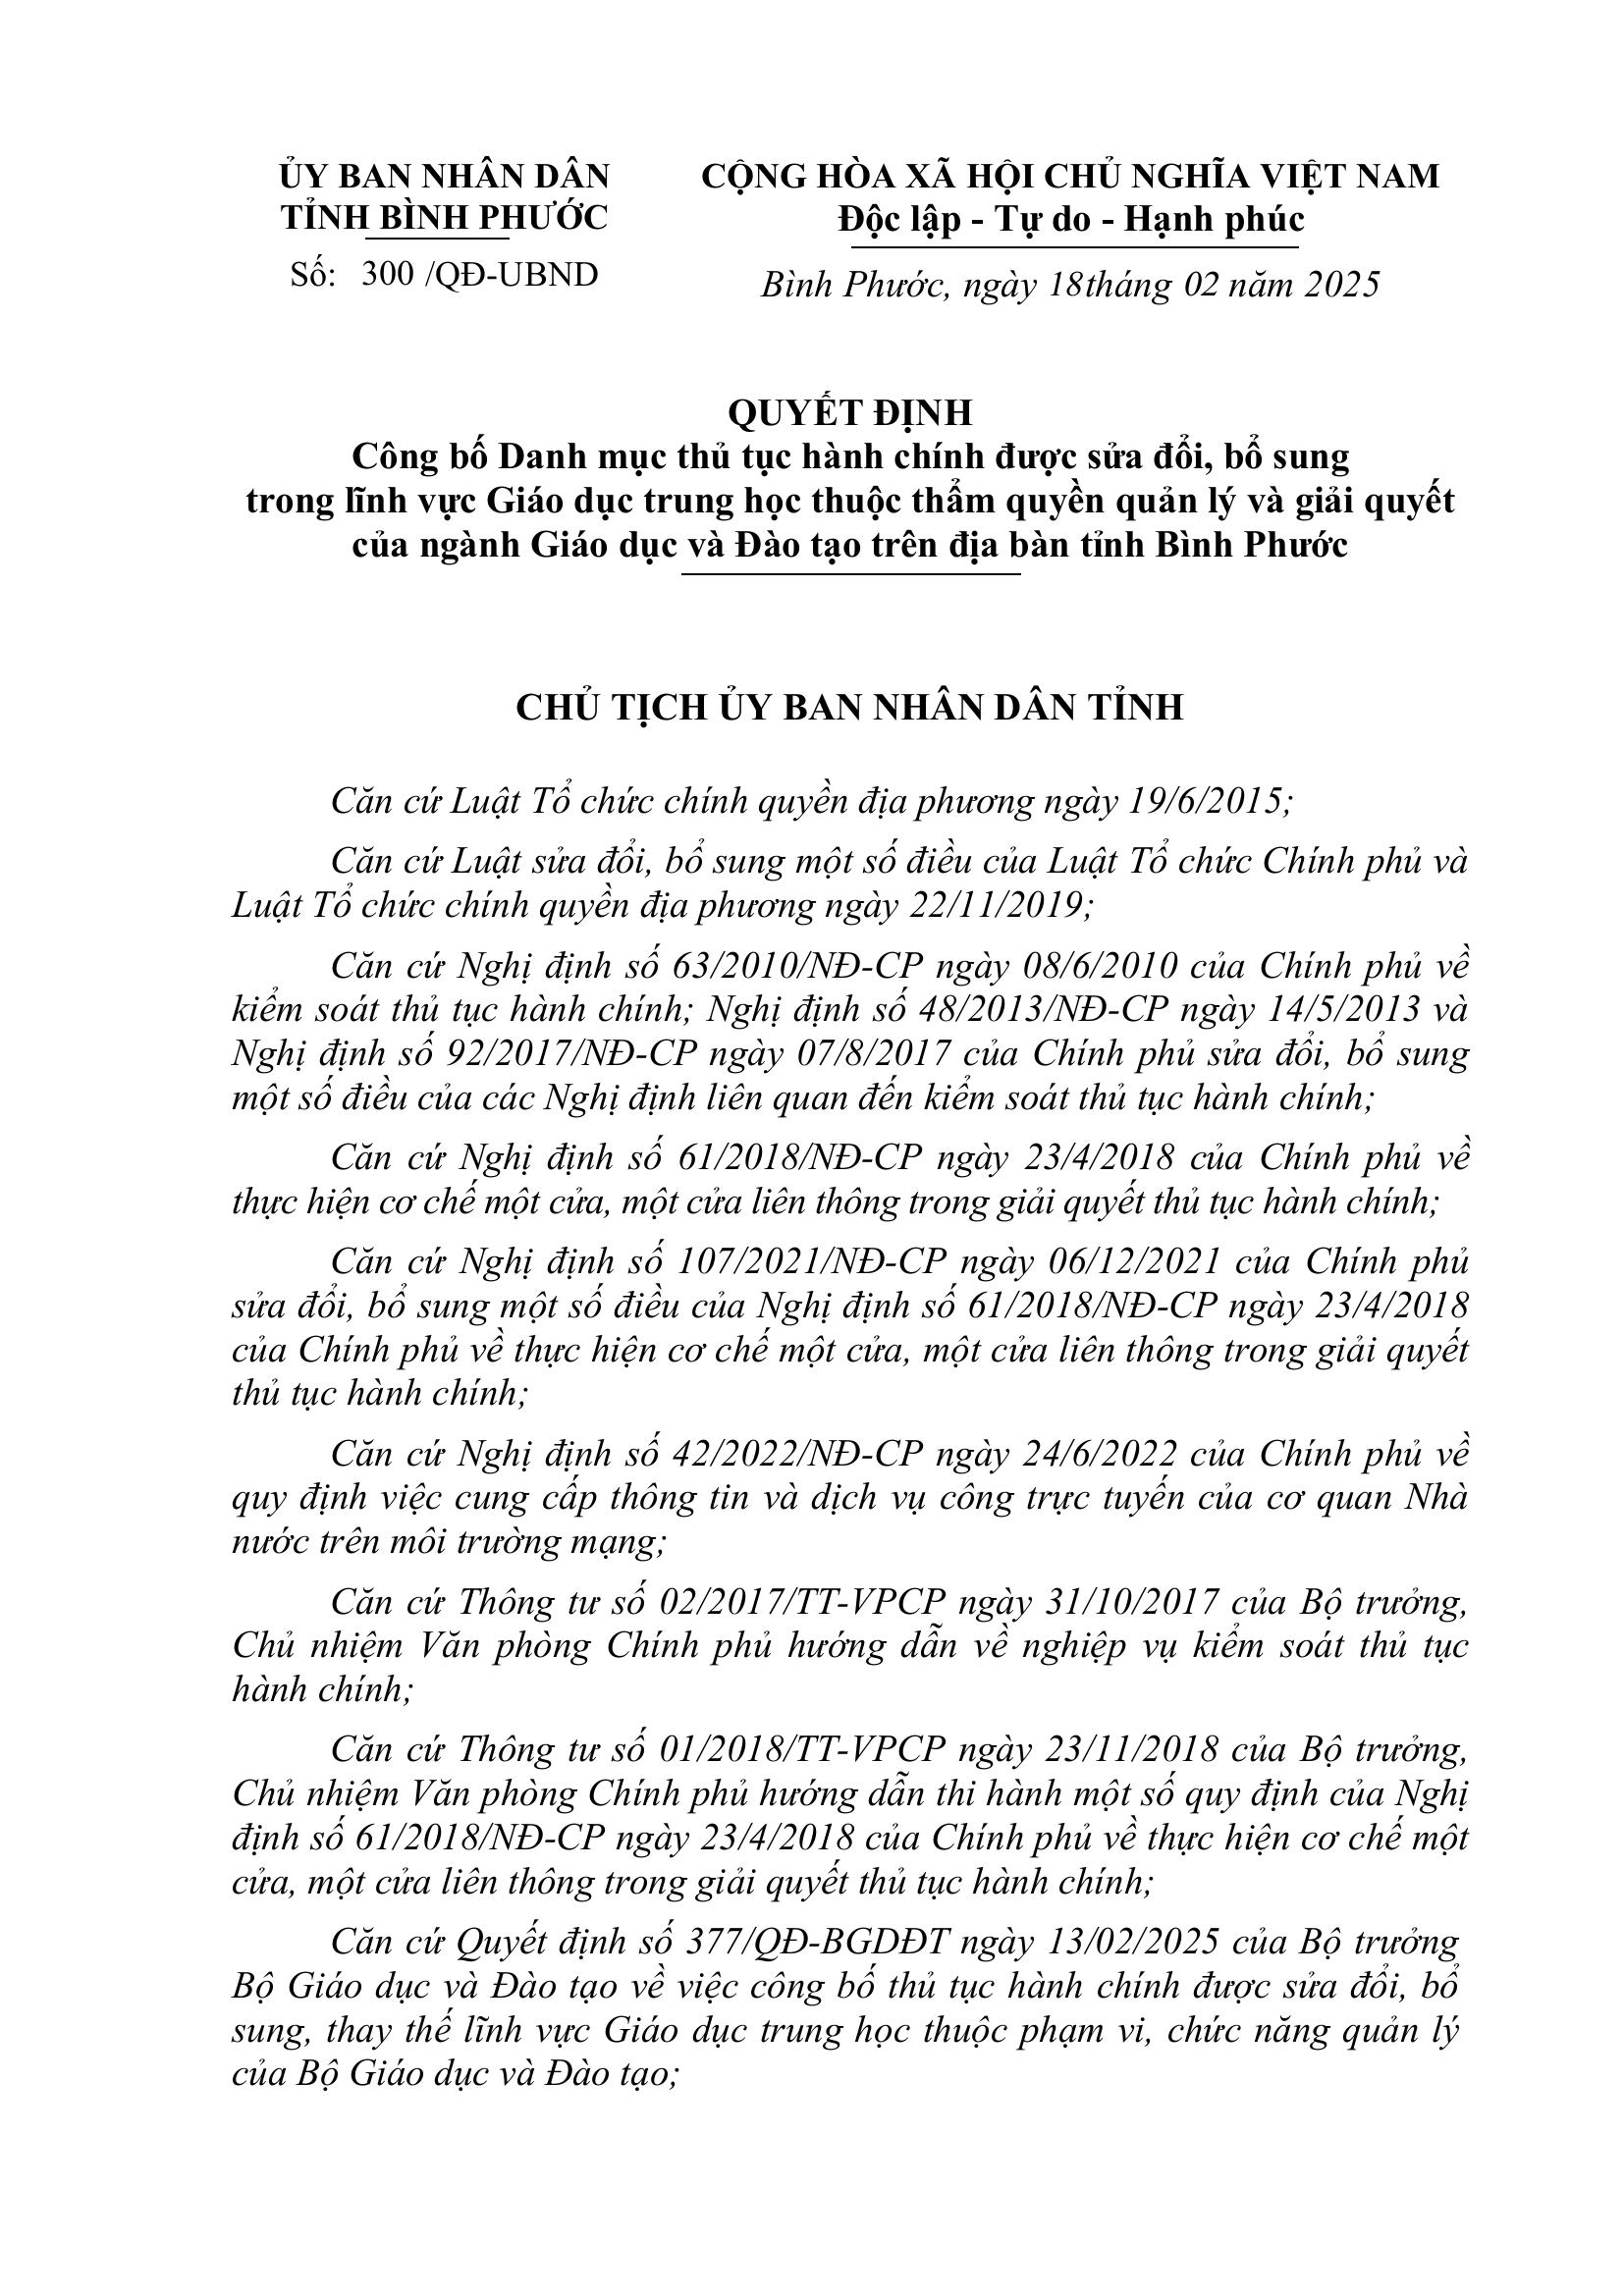 ỦY BAN NHÂN DÂN
TỈNH BÌNH PHƯỚC
Số: 300 /QĐ-UBND
CỘNG HÒA XÃ HỘI CHỦ NGHĨA VIỆT NAM
Độc lập - Tự do - Hạnh phúc
Bình Phước, ngày 18tháng 02 năm 2025
QUYẾT ĐỊNH
Công bố Danh mục thủ tục hành chính được sửa đổi, bổ sung
trong lĩnh vực Giáo dục trung học thuộc thẩm quyền quản lý và giải quyết
của ngành Giáo dục và Đào tạo trên địa bàn tỉnh Bình Phước
CHỦ TỊCH ỦY BAN NHÂN DÂN TỈNH
Căn cứ Luật Tổ chức chính quyền địa phương ngày 19/6/2015;
Căn cứ Luật sửa đổi, bổ sung một số điều của Luật Tổ chức Chính phủ và
Luật Tổ chức chính quyền địa phương ngày 22/11/2019;
Căn cứ Nghị định số 63/2010/NĐ-CP ngày 08/6/2010 của Chính phủ về
kiểm soát thủ tục hành chính; Nghị định số 48/2013/NĐ-CP ngày 14/5/2013 và
Nghị định số 92/2017/NĐ-CP ngày 07/8/2017 của Chính phủ sửa đổi, bổ sung
một số điều của các Nghị định liên quan đến kiểm soát thủ tục hành chính;
Căn cứ Nghị định số 61/2018/NĐ-CP ngày 23/4/2018 của Chính phủ về
thực hiện cơ chế một cửa, một cửa liên thông trong giải quyết thủ tục hành chính;
Căn cứ Nghị định số 107/2021/NĐ-CP ngày 06/12/2021 của Chính phủ
sửa đổi, bổ sung một số điều của Nghị định số 61/2018/NĐ-CP ngày 23/4/2018
của Chính phủ về thực hiện cơ chế một cửa, một cửa liên thông trong giải quyết
thủ tục hành chính;
Căn cứ Nghị định số 42/2022/NĐ-CP ngày 24/6/2022 của Chính phủ về
quy định việc cung cấp thông tin và dịch vụ công trực tuyến của cơ quan Nhà
nước trên môi trường mạng;
Căn cứ Thông tư số 02/2017/TT-VPCP ngày 31/10/2017 của Bộ trưởng,
Chủ nhiệm Văn phòng Chính phủ hướng dẫn về nghiệp vụ kiểm soát thủ tục
hành chính;
Căn cứ Thông tư số 01/2018/TT-VPCP ngày 23/11/2018 của Bộ trưởng,
Chủ nhiệm Văn phòng Chính phủ hướng dẫn thi hành một số quy định của Nghị
định số 61/2018/NĐ-CP ngày 23/4/2018 của Chính phủ về thực hiện cơ chế một
cửa, một cửa liên thông trong giải quyết thủ tục hành chính;
Căn cứ Quyết định số 377/QĐ-BGDĐT ngày 13/02/2025 của Bộ trưởng
Bộ Giáo dục và Đào tạo về việc công bố thủ tục hành chính được sửa đổi, bổ
sung, thay thế lĩnh vực Giáo dục trung học thuộc phạm vi, chức năng quản lý
của Bộ Giáo dục và Đào tạo;